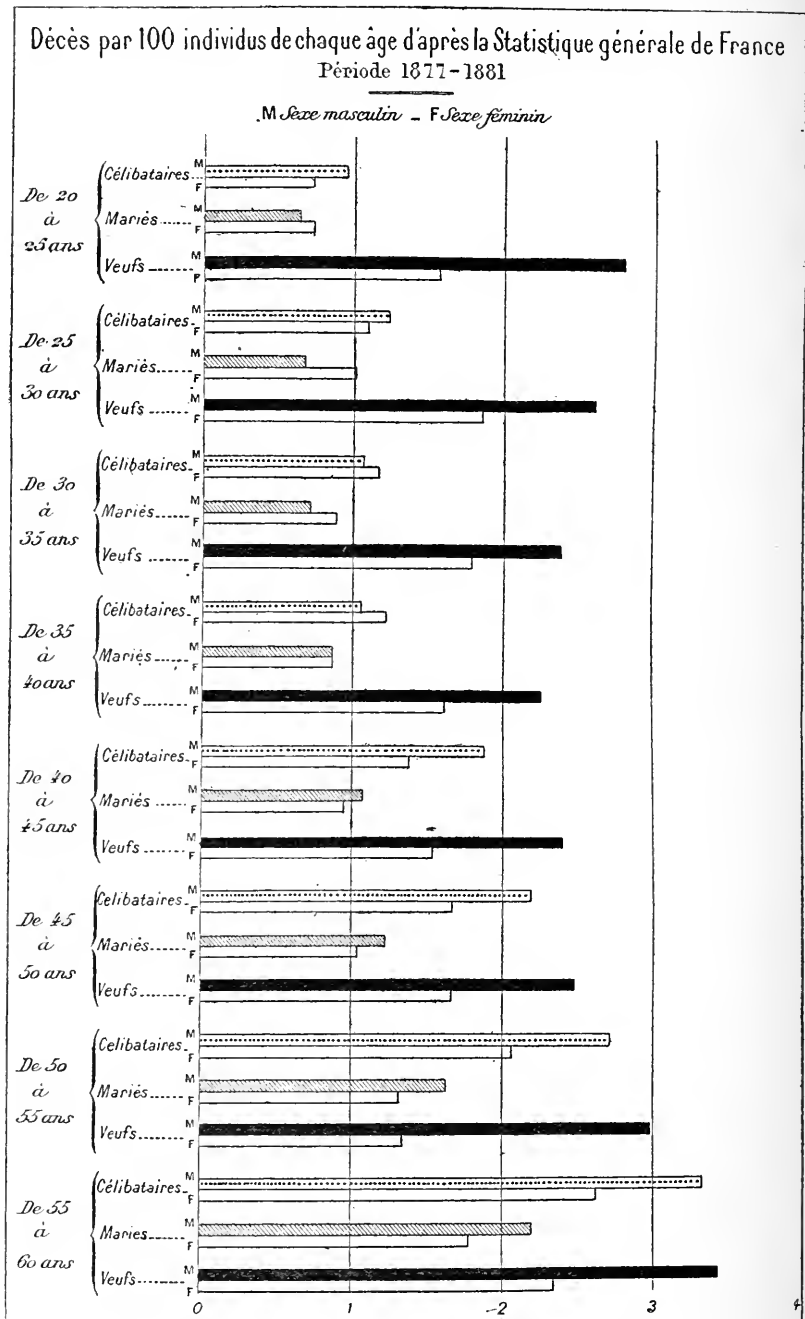 Décès par 100 individus de chaque âge d'après la Statistique générale de France
Période 1877-1881
M Sexe masculin _ F Sexe féminin
De 20 à 25 ans
Célibataires M
F
Mariés M
F
Veufs M
F
De 25 à 30 ans
Célibataires M
F
Mariés M
F
Veufs M
F
De 30 à 35 ans
Célibataires M
F
Mariés M
F
Veufs M
F
De 35 à 40 ans
Célibataires M
F
Mariés M
F
Veufs M
F
De 40 à 45 ans
Célibataires M
F
Mariés M
F
Veufs M
F
De 45 à 50 ans
Celibataires M
F
Mariés M
F
Veufs M
F
De 50 à 55 ans
Celibataires M
F
Mariés M
F
Veufs M
F
De 55 à 60 ans
Célibataires M
F
Maries M
F
Veufs M
F
0 1 2 3 4